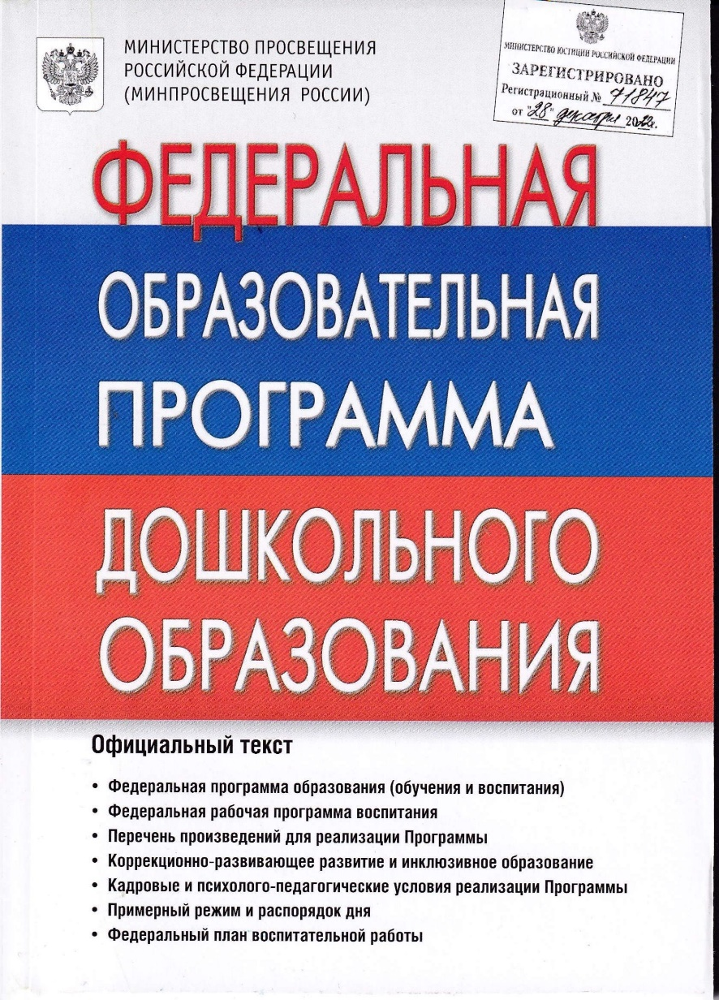 МИНИСТЕРСТВО ПРОСВЕЩЕНИЯ
РОССИЙСКОЙ ФЕДЕРАЦИИ
(МИНПРОСВЕЩЕНИЯ РОССИИ)
МИНИСТЕРСТВО ЮСТИЦИИ РОССИЙСКОЙ ФЕДЕРАЦИИ
ЗАРЕГИСТРИРОВАНО
Регистрационный № 71847
от "28" декабря 2022г.
ФЕДЕРАЛЬНАЯ
ОБРАЗОВАТЕЛЬНАЯ
ПРОГРАММА
ДОШКОЛЬНОГО
ОБРАЗОВАНИЯ
Официальный текст
• Федеральная программа образования (обучения и воспитания)
• Федеральная рабочая программа воспитания
• Перечень произведений для реализации Программы
• Коррекционно-развивающее развитие и инклюзивное образование
• Кадровые и психолого-педагогические условия реализации Программы
• Примерный режим и распорядок дня
• Федеральный план воспитательной работы